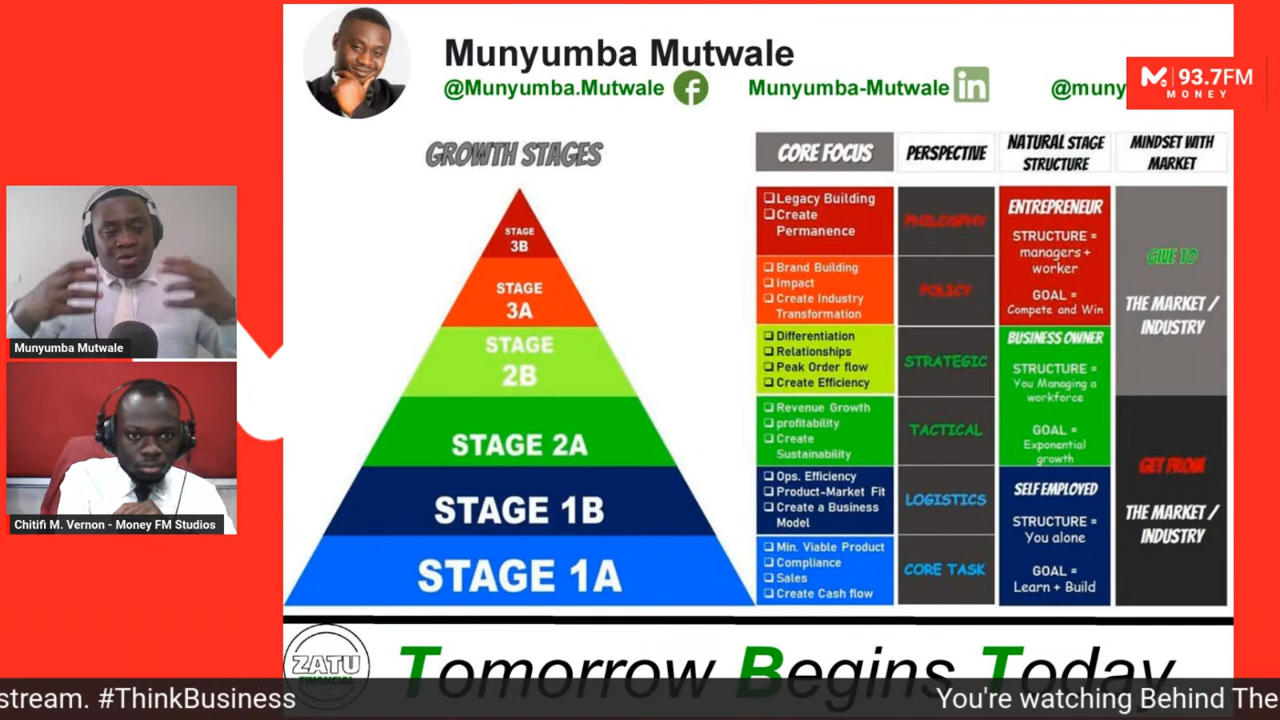 Munyumba Mutwale
@Munyumba.Mutwale
Munyumba-Mutwale
in
@muny
93.7FM
MONEY
GROWTH STAGES
STAGE
3B
STAGE
3A
STAGE
2B
STAGE 2A
STAGE 1B
STAGE 1A
CORE FOCUS
PERSPECTIVE
NATURAL STAGE
STRUCTURE
MINDSET WITH
MARKET
Legacy Building
Create
Permanence
PHILOSOPHY
ENTREPRENEUR
STRUCTURE =
managers +
worker
GOAL =
Compete and Win
Brand Building
Impact
Create Industry
Transformation
POLICY
GIVE TO
THE MARKET /
INDUSTRY
Differentiation
Relationships
Peak Order flow
Create Efficiency
STRATEGIC
BUSINESS OWNER
STRUCTURE =
You Managing a
workforce
GOAL =
Exponential
growth
Revenue Growth
profitability
Create
Sustainability
TACTICAL
GET FROM
THE MARKET /
INDUSTRY
Ops. Efficiency
Product-Market Fit
Create a Business
Model
LOGISTICS
SELF EMPLOYED
STRUCTURE =
You alone
GOAL =
Learn + Build
Min. Viable Product
Compliance
Sales
Create Cash flow
CORE TASK
Munyumba Mutwale
Chitifi M. Vernon - Money FM Studios
ZATU
FINANCIAL
Tomorrow Begins Today
stream. #ThinkBusiness
You're watching Behind The